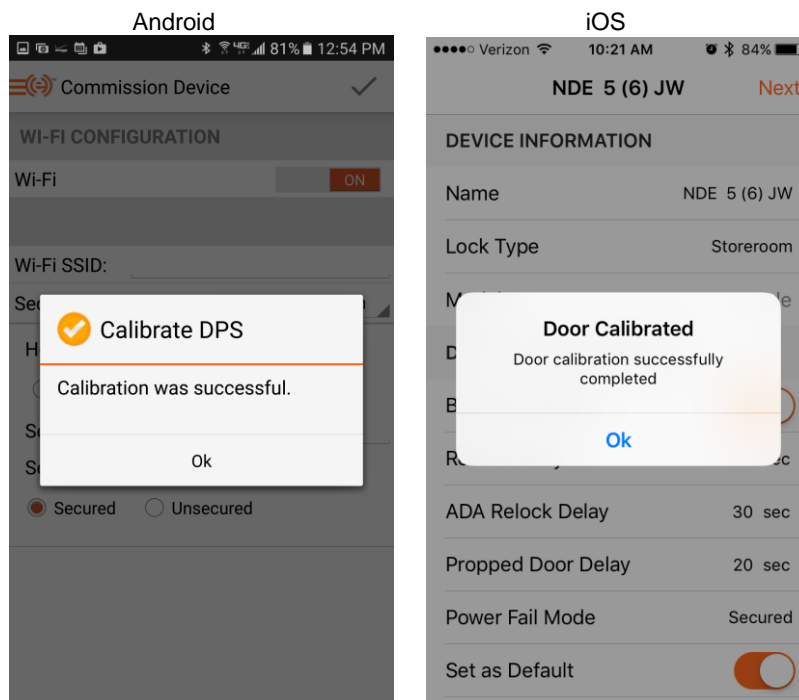 Android
81% 12:54 PM
Commission Device
WI-FI CONFIGURATION
Wi-Fi
ON
Wi-Fi SSID:
Calibrate DPS
Calibration was successful.
Ok
Secured Unsecured
iOS
Verizon 10:21 AM 84%
NDE 5 (6) JW Next
DEVICE INFORMATION
Name NDE 5 (6) JW
Lock Type Storeroom
Door Calibrated
Door calibration successfully
completed
Ok
ADA Relock Delay 30 sec
Propped Door Delay 20 sec
Power Fail Mode Secured
Set as Default